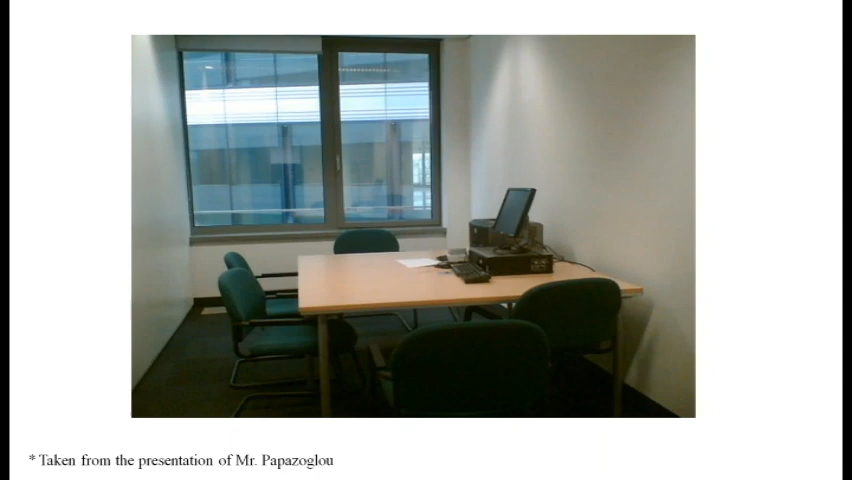 * Taken from the presentation of Mr. Papazoglou